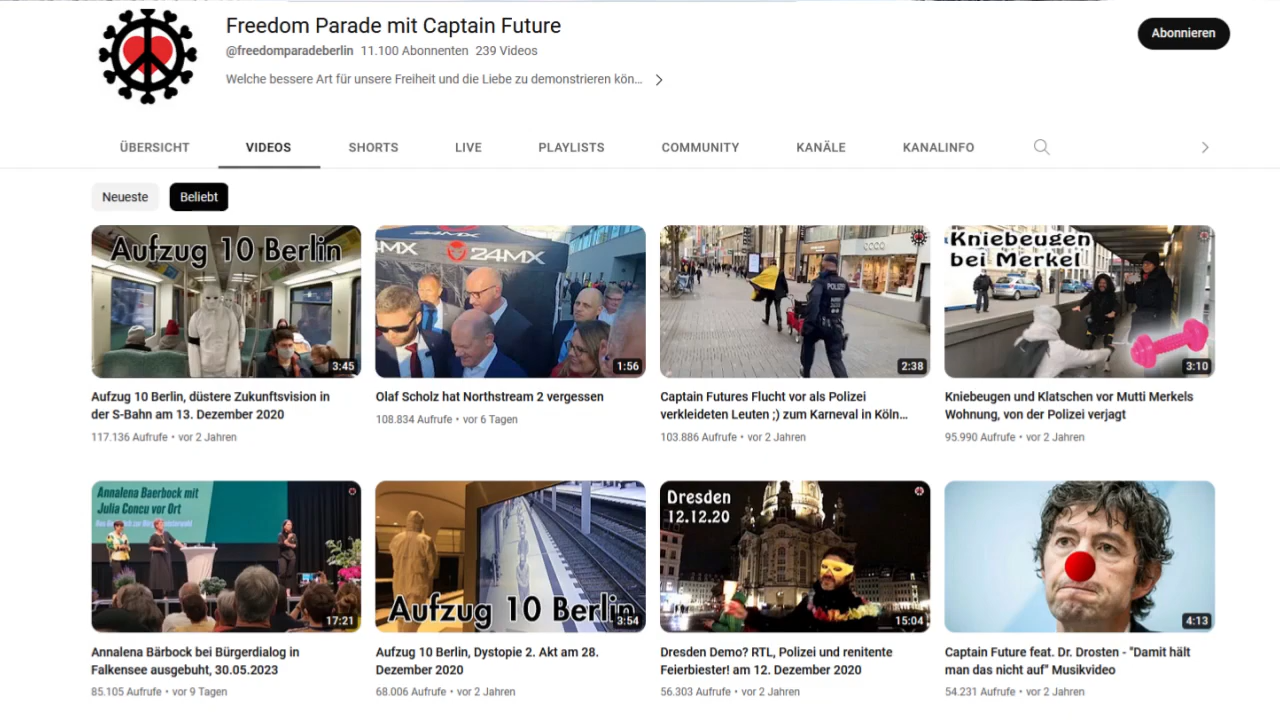 Freedom Parade mit Captain Future
@freedomparadeberlin 11.100 Abonnenten 239 Videos
Welche bessere Art für unsere Freiheit und die Liebe zu demonstrieren kön...
Abonnieren
ÜBERSICHT VIDEOS SHORTS LIVE PLAYLISTS COMMUNITY KANÄLE KANALINFO
Neueste Beliebt
Aufzug 10 Berlin
3:45
24MX
MX
24MX
1:56
POLIZEI
2:38
Kniebeugen
bei Merkel
3:10
Aufzug 10 Berlin, düstere Zukunftsvision in
der S-Bahn am 13. Dezember 2020
117.136 Aufrufe • vor 2 Jahren
Olaf Scholz hat Northstream 2 vergessen
108.834 Aufrufe • vor 6 Tagen
Captain Futures Flucht vor als Polizei
verkleideten Leuten ;) zum Karneval in Köln...
103.886 Aufrufe • vor 2 Jahren
Kniebeugen und Klatschen vor Mutti Merkels
Wohnung, von der Polizei verjagt
95.990 Aufrufe • vor 2 Jahren
Annalena Baerbock mit
Julia Concu vor Ort
17:21
Aufzug 10 Berlin
3:54
Dresden
12.12.20
15:04
4:13
Annalena Bärbock bei Bürgerdialog in
Falkensee ausgebuht, 30.05.2023
85.105 Aufrufe • vor 9 Tagen
Aufzug 10 Berlin, Dystopie 2. Akt am 28.
Dezember 2020
68.006 Aufrufe • vor 2 Jahren
Dresden Demo? RTL, Polizei und renitente
Feierbiester! am 12. Dezember 2020
56.303 Aufrufe • vor 2 Jahren
Captain Future feat. Dr. Drosten - "Damit hält
man das nicht auf" Musikvideo
54.231 Aufrufe • vor 2 Jahren